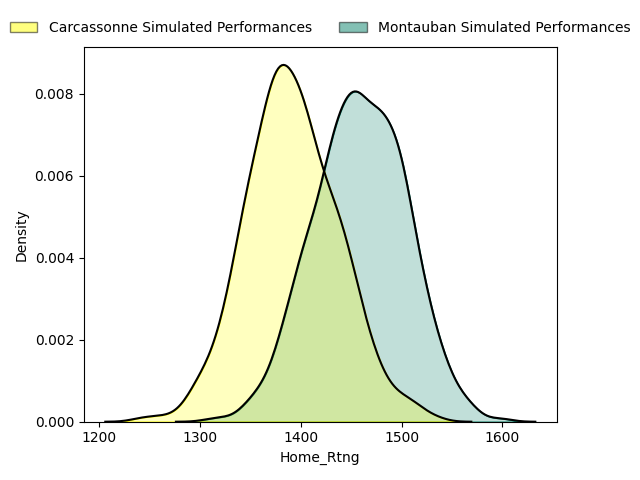 Carcassonne Simulated Performances Montauban Simulated Performances
0.008
0.006
0.004
0.002
0.000
Density
1200 1300 1400 1500 1600
Home_Rtng